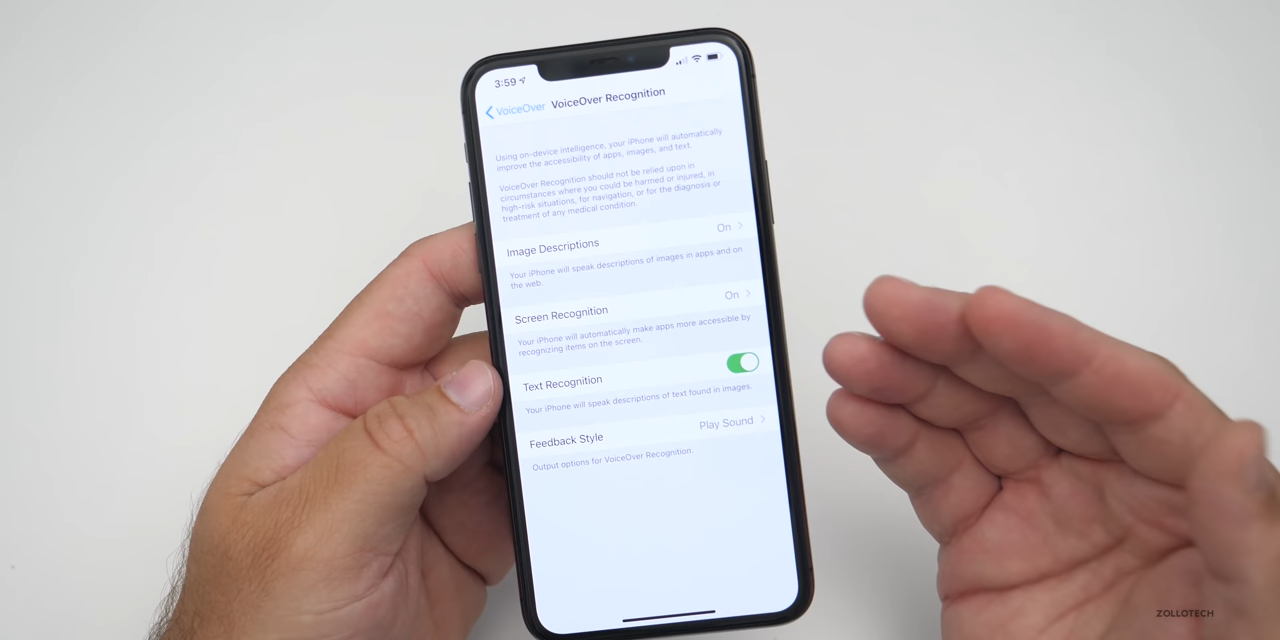 3:59
VoiceOver VoiceOver Recognition
Using on-device intelligence, your iPhone will automatically
improve the accessibility of apps, images, and text.
VoiceOver Recognition should not be relied upon in
circumstances where you could be harmed or injured, in
high-risk situations, for navigation, or for the diagnosis or
treatment of any medical condition.
Image Descriptions On
Your iPhone will speak descriptions of images in apps and on
the web.
Screen Recognition On
Your iPhone will automatically make apps more accessible by
recognizing items on the screen.
Text Recognition
Your iPhone will speak descriptions of text found in images.
Feedback Style Play Sound
Output options for VoiceOver Recognition.
ZOLLOTECH